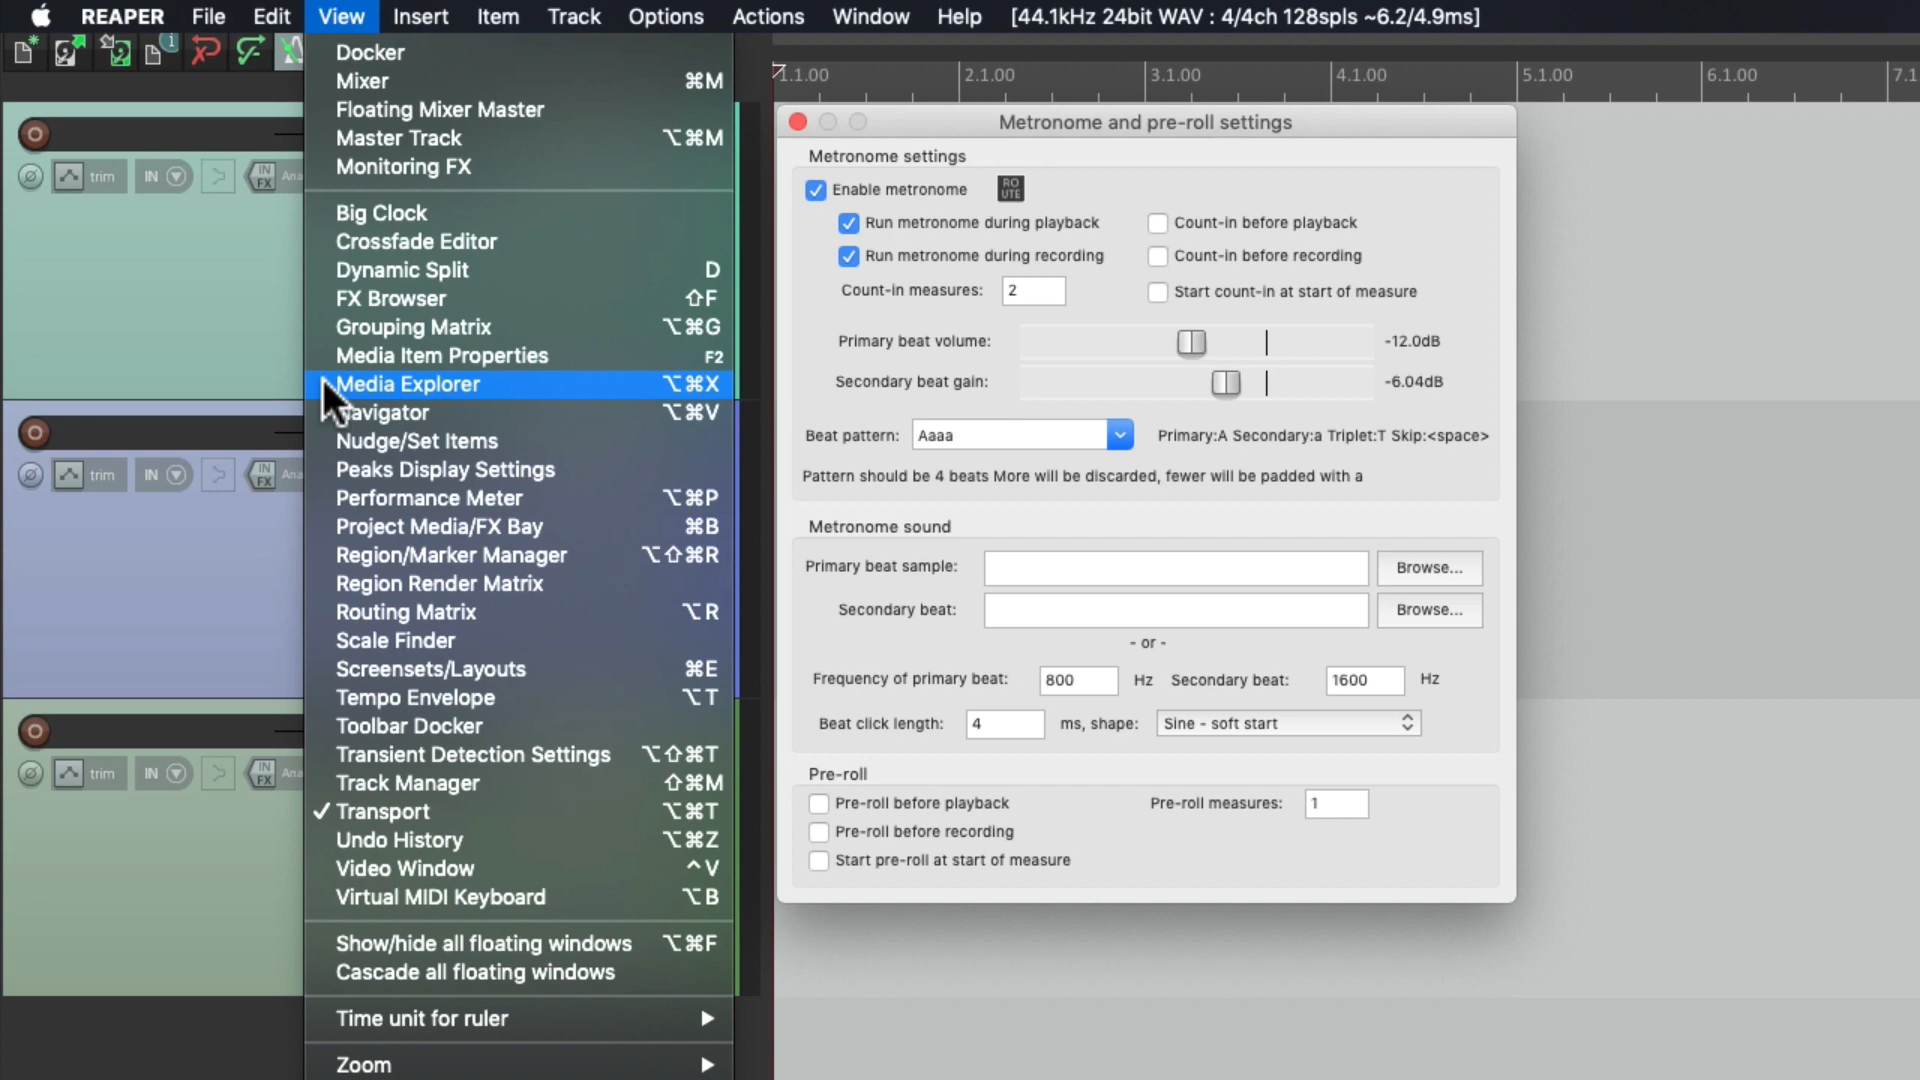 REAPER File Edit View Insert Item Track Options Actions Window Help [44.1kHz 24bit WAV : 4/4ch 128spls ~6.2/4.9ms]
Docker
Mixer ⌘M
Floating Mixer Master
Master Track ⌥⌘M
Monitoring FX
Big Clock
Crossfade Editor
Dynamic Split D
FX Browser ⇧F
Grouping Matrix ⌥⌘G
Media Item Properties F2
Media Explorer ⌥⌘X
avigator ⌥⌘V
Nudge/Set Items
Peaks Display Settings
Performance Meter ⌥⌘P
Project Media/FX Bay ⌘B
Region/Marker Manager ⌥⇧⌘R
Region Render Matrix
Routing Matrix ⌥R
Scale Finder
Screensets/Layouts ⌘E
Tempo Envelope ⌥T
Toolbar Docker
Transient Detection Settings ⌥⇧⌘T
Track Manager ⇧⌘M
✓ Transport ⌥⌘T
Undo History ⌥⌘Z
Video Window ^V
Virtual MIDI Keyboard ⌥B
Show/hide all floating windows ⌥⌘F
Cascade all floating windows
Time unit for ruler
Zoom
trim IN IN FX Ana
trim IN IN FX Ana
trim IN IN FX Ana
1.1.00 2.1.00 3.1.00 4.1.00 5.1.00 6.1.00 7.1
Metronome and pre-roll settings
Metronome settings
Enable metronome ROUTE
Run metronome during playback Count-in before playback
Run metronome during recording Count-in before recording
Count-in measures: 2 Start count-in at start of measure
Primary beat volume: -12.0dB
Secondary beat gain: -6.04dB
Beat pattern: Aaaa Primary:A Secondary:a Triplet:T Skip:<space>
Pattern should be 4 beats More will be discarded, fewer will be padded with a
Metronome sound
Primary beat sample: Browse...
Secondary beat: Browse...
- or -
Frequency of primary beat: 800 Hz Secondary beat: 1600 Hz
Beat click length: 4 ms, shape: Sine - soft start
Pre-roll
Pre-roll before playback Pre-roll measures: 1
Pre-roll before recording
Start pre-roll at start of measure